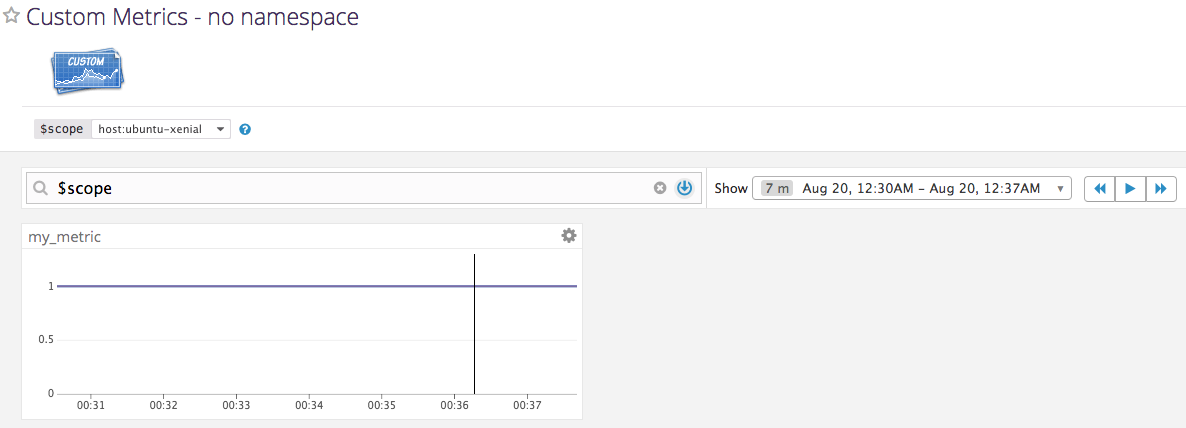 Custom Metrics - no namespace
CUSTOM
$scope host:ubuntu-xenial ?
$scope
Show 7 m Aug 20, 12:30AM – Aug 20, 12:37AM
my_metric
1
0.5
0
00:31 00:32 00:33 00:34 00:35 00:36 00:37